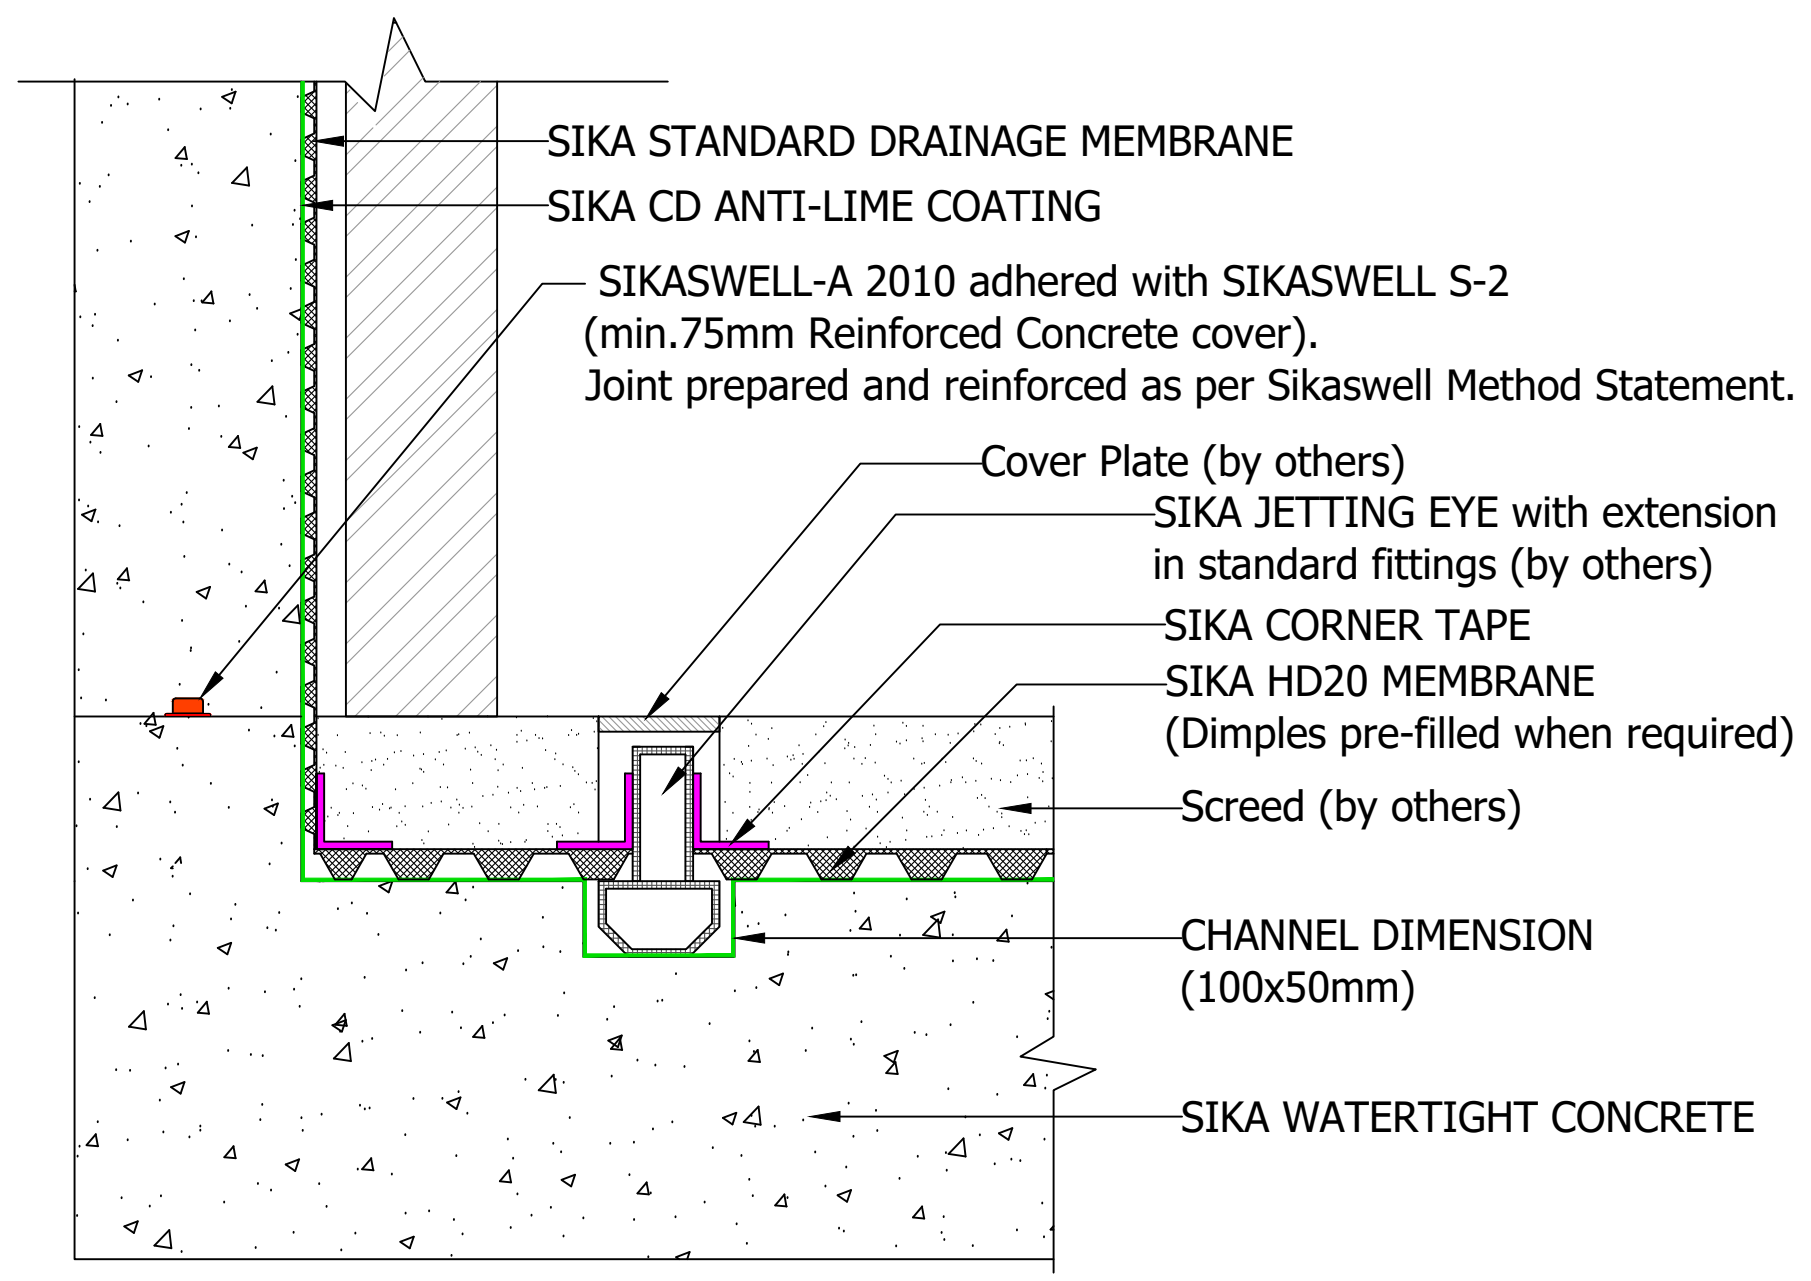 SIKA STANDARD DRAINAGE MEMBRANE
SIKA CD ANTI-LIME COATING
SIKASWELL-A 2010 adhered with SIKASWELL S-2
(min.75mm Reinforced Concrete cover).
Joint prepared and reinforced as per Sikaswell Method Statement.
Cover Plate (by others)
SIKA JETTING EYE with extension
in standard fittings (by others)
SIKA CORNER TAPE
SIKA HD20 MEMBRANE
(Dimples pre-filled when required)
Screed (by others)
CHANNEL DIMENSION
(100x50mm)
SIKA WATERTIGHT CONCRETE